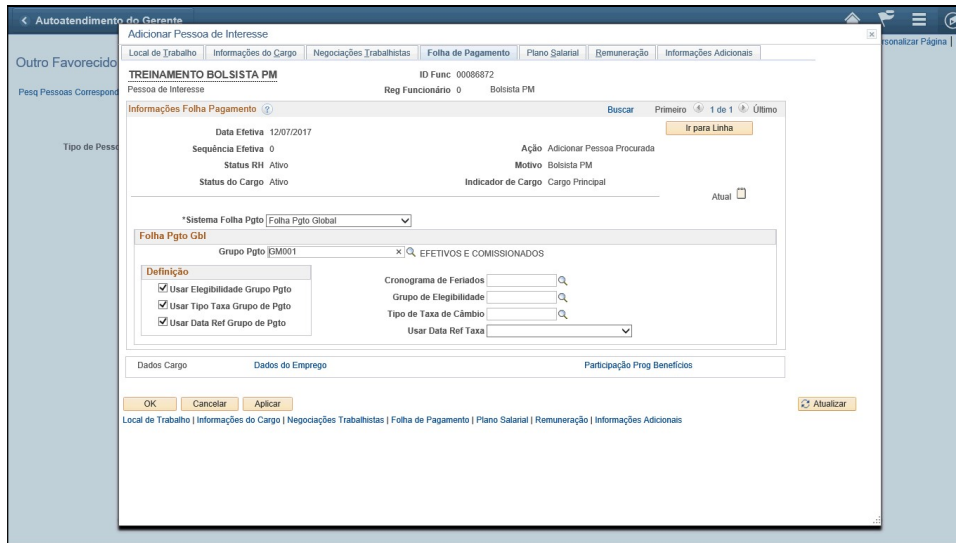 Autoatendimento do Gerente
Adicionar Pessoa de Interesse
Personalizar Página |
Outro Favorecido
Pesq Pessoas Correspond
Tipo de Pesso
Local de Trabalho Informações do Cargo Negociações Trabalhistas Folha de Pagamento Plano Salarial Remuneração Informações Adicionais
TREINAMENTO BOLSISTA PM ID Func 00086872
Pessoa de Interesse Reg Funcionário 0 Bolsista PM
Informações Folha Pagamento ? Buscar Primeiro 1 de 1 Último
Data Efetiva 12/07/2017 Ir para Linha
Sequência Efetiva 0 Ação Adicionar Pessoa Procurada
Status RH Ativo Motivo Bolsista PM
Status do Cargo Ativo Indicador de Cargo Cargo Principal
Atual
*Sistema Folha Pgto Folha Pgto Global
Folha Pgto Gbl
Grupo Pgto GM001 x EFETIVOS E COMISSIONADOS
Definição
Usar Elegibilidade Grupo Pgto
Usar Tipo Taxa Grupo de Pgto
Usar Data Ref Grupo de Pgto
Cronograma de Feriados
Grupo de Elegibilidade
Tipo de Taxa de Câmbio
Usar Data Ref Taxa
Dados Cargo Dados do Emprego Participação Prog Benefícios
OK Cancelar Aplicar Atualizar
Local de Trabalho | Informações do Cargo | Negociações Trabalhistas | Folha de Pagamento | Plano Salarial | Remuneração | Informações Adicionais